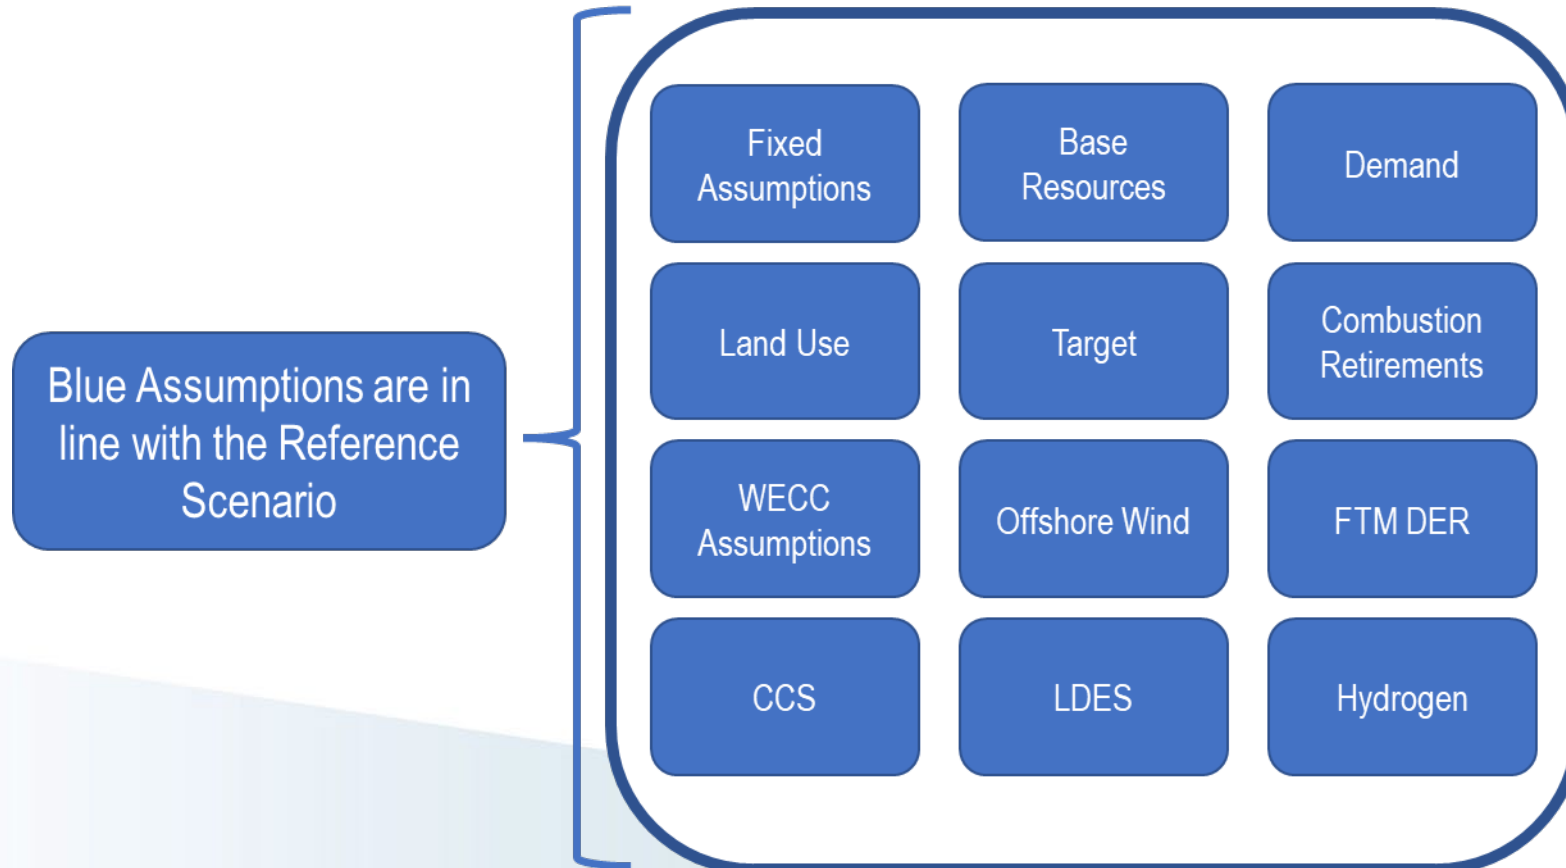 Blue Assumptions are in
line with the Reference
Scenario
Fixed
Assumptions
Base
Resources
Demand
Land Use
Target
Combustion
Retirements
WECC
Assumptions
Offshore Wind
FTM DER
CCS
LDES
Hydrogen